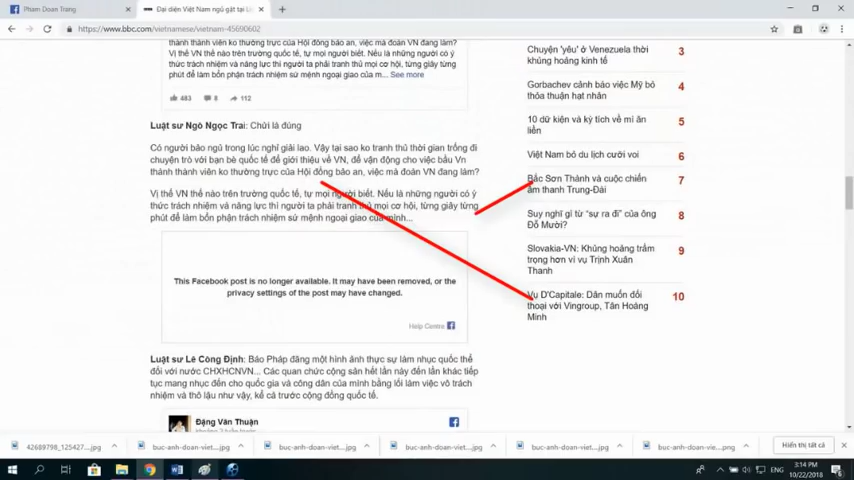 Pham Doan Trang
Đại diện Việt Nam ngủ gật tại L
https://www.bbc.com/vietnamese/vietnam-45690602
thành thành viên ko thường trực của Hội đồng bảo an, việc mà đoàn VN đang làm?
Vị thế VN thế nào trên trường quốc tế, tự mọi người biết. Nếu là những người có ý
thức trách nhiệm và năng lực thì người ta phải tranh thủ mọi cơ hội, từng giây từng
phút để làm bổn phận trách nhiệm sứ mệnh ngoại giao của m... See more
483 8 112
Luật sư Ngô Ngọc Trai: Chửi là đúng
Có người bảo ngủ trong lúc nghỉ giải lao. Vậy tại sao ko tranh thủ thời gian trống đi
chuyện trò với bạn bè quốc tế để giới thiệu về VN, để vận động cho việc bầu Vn
thành thành viên ko thường trực của Hội đồng bảo an, việc mà đoàn VN đang làm?
Vị thế VN thế nào trên trường quốc tế, tự mọi người biết. Nếu là những người có ý
thức trách nhiệm và năng lực thì người ta phải tranh thủ mọi cơ hội, từng giây từng
phút để làm bổn phận trách nhiệm sứ mệnh ngoại giao của mình...
This Facebook post is no longer available. It may have been removed, or the
privacy settings of the post may have changed.
Help Centre
Luật sư Lê Công Định: Báo Pháp đăng một hình ảnh thực sự làm nhục quốc thể
đối với nước CHXHCNVN... Các quan chức cộng sản hết lần này đến lần khác tiếp
tục mang nhục đến cho quốc gia và công dân của mình bằng lối làm việc vô trách
nhiệm và thô lậu như vậy, kể cả trước cộng đồng quốc tế.
Đặng Văn Thuận
Chuyện 'yêu' ở Venezuela thời
khủng hoảng kinh tế
3
Gorbachev cảnh báo việc Mỹ bỏ
thỏa thuận hạt nhân
4
10 dữ kiện và kỳ tích về mì ăn
liền
5
Việt Nam bỏ du lịch cưỡi voi
6
Bắc Sơn Thành và cuộc chiến
âm thanh Trung-Đài
7
Suy nghĩ gì từ “sự ra đi” của ông
Đỗ Mười?
8
Slovakia-VN: Khủng hoảng trầm
trọng hơn vì vụ Trịnh Xuân
Thanh
9
Vụ D'Capitale: Dân muốn đối
thoại với Vingroup, Tân Hoàng
Minh
10
42689798_125427....jpg
buc-anh-doan-viet....jpg
buc-anh-doan-viet....jpg
buc-anh-doan-viet....jpg
buc-anh-doan-viet....jpg
buc-anh-doan-viet....png
Hiển thị tất cả
ENG
3:14 PM
10/22/2018